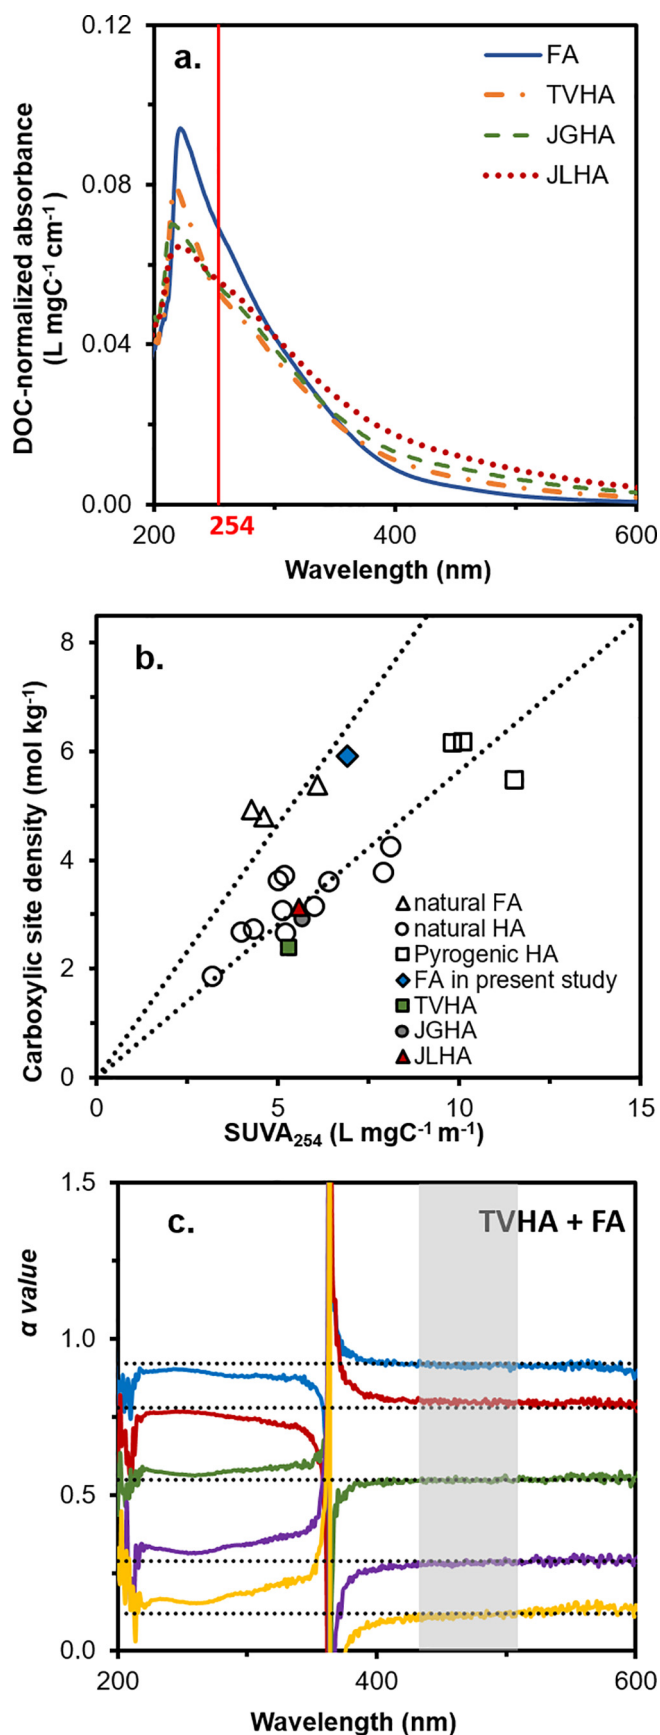 0.12
a.
FA
TVHA
JGHA
JLHA
0.08
DOC-normalized absorbance
(L mgC⁻¹ cm⁻¹)
0.04
0.00
200
254
400
600
Wavelength (nm)
8
b.
6
Carboxylic site density (mol kg⁻¹)
4
natural FA
natural HA
Pyrogenic HA
FA in present study
TVHA
JGHA
JLHA
2
0
0
5
10
15
SUVA₂₅₄ (L mgC⁻¹ m⁻¹)
1.5
c.
TVHA + FA
α value
1.0
0.5
0.0
200
400
600
Wavelength (nm)